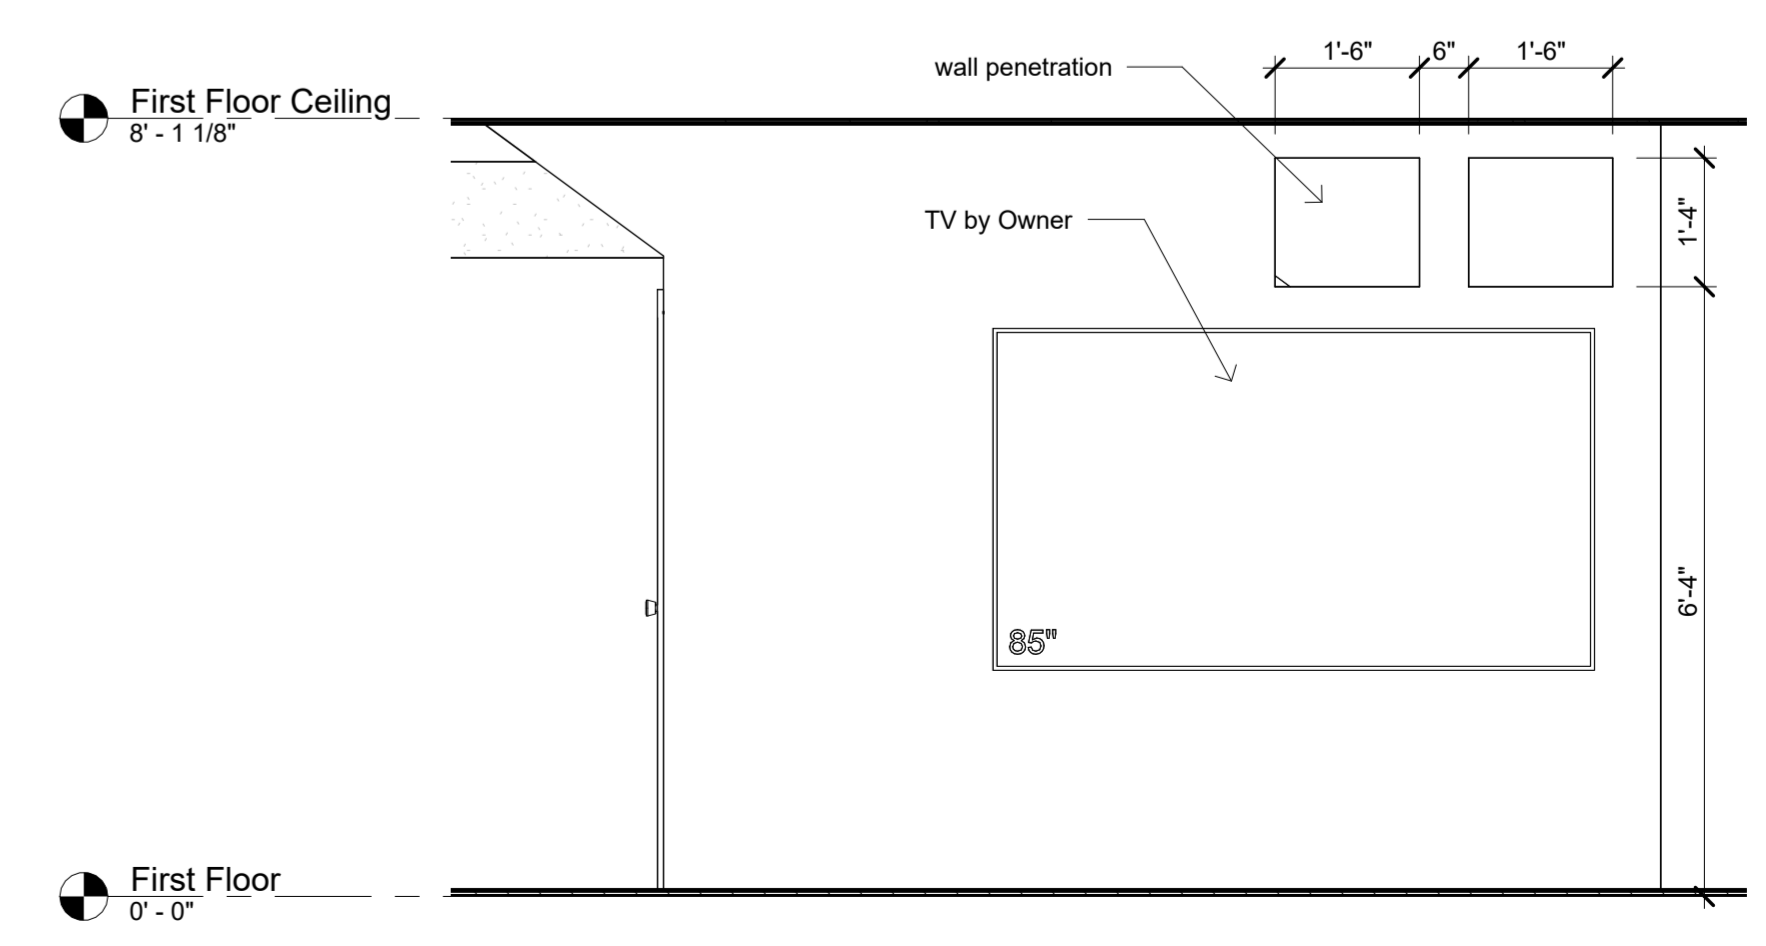 1'-6" 6" 1'-6"
wall penetration
First Floor Ceiling
8' - 1 1/8"
TV by Owner
1'-4"
6'-4"
85"
First Floor
0' - 0"